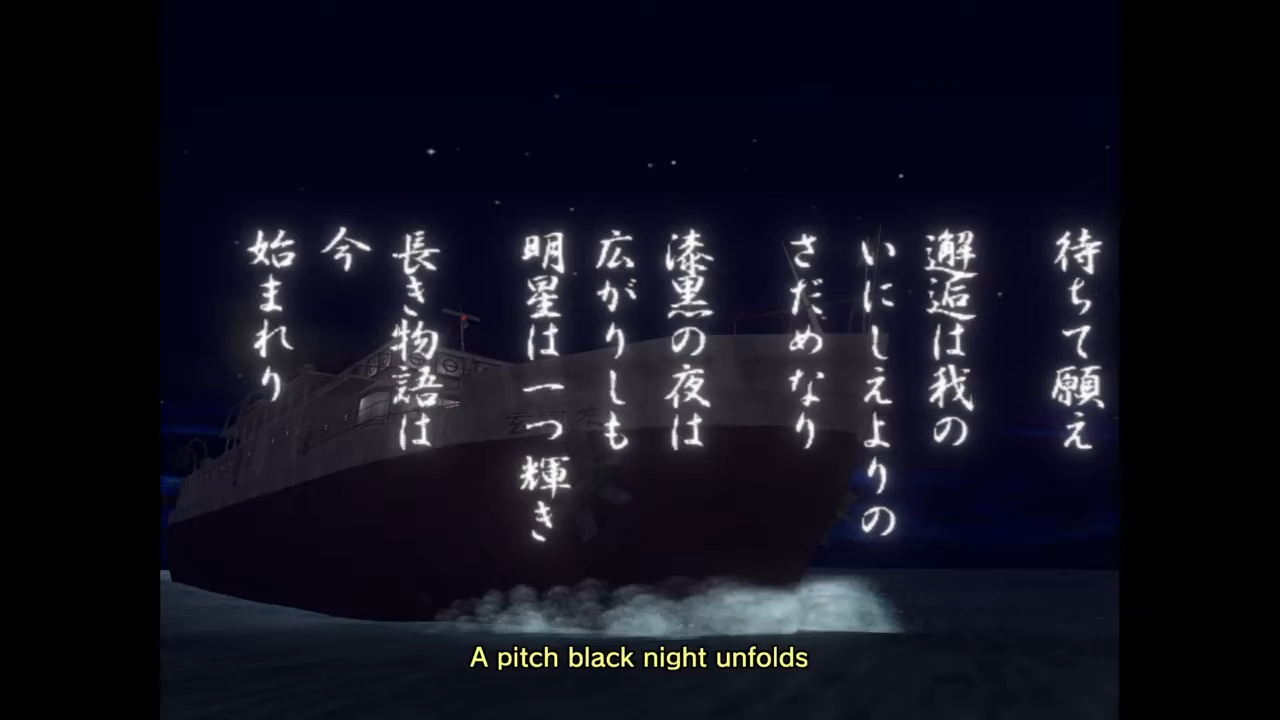 待ちて願え
邂逅は我の
いにしえよりの
さだめなり
漆黒の夜は
広がりしも
明星は一つ輝き
長き物語は
今
始まれり
A pitch black night unfolds